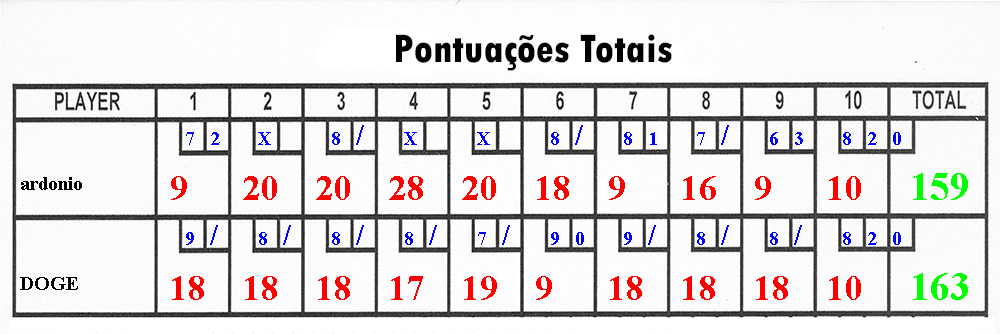 Pontuações Totais
PLAYER 1 2 3 4 5 6 7 8 9 10 TOTAL
7 2 X 8 / X X 8 / 8 1 7 / 6 3 8 2 0
ardonio 9 20 20 28 20 18 9 16 9 10 159
9 / 8 / 8 / 8 / 7 / 9 0 9 / 8 / 8 / 8 2 0
DOGE 18 18 18 17 19 9 18 18 18 10 163